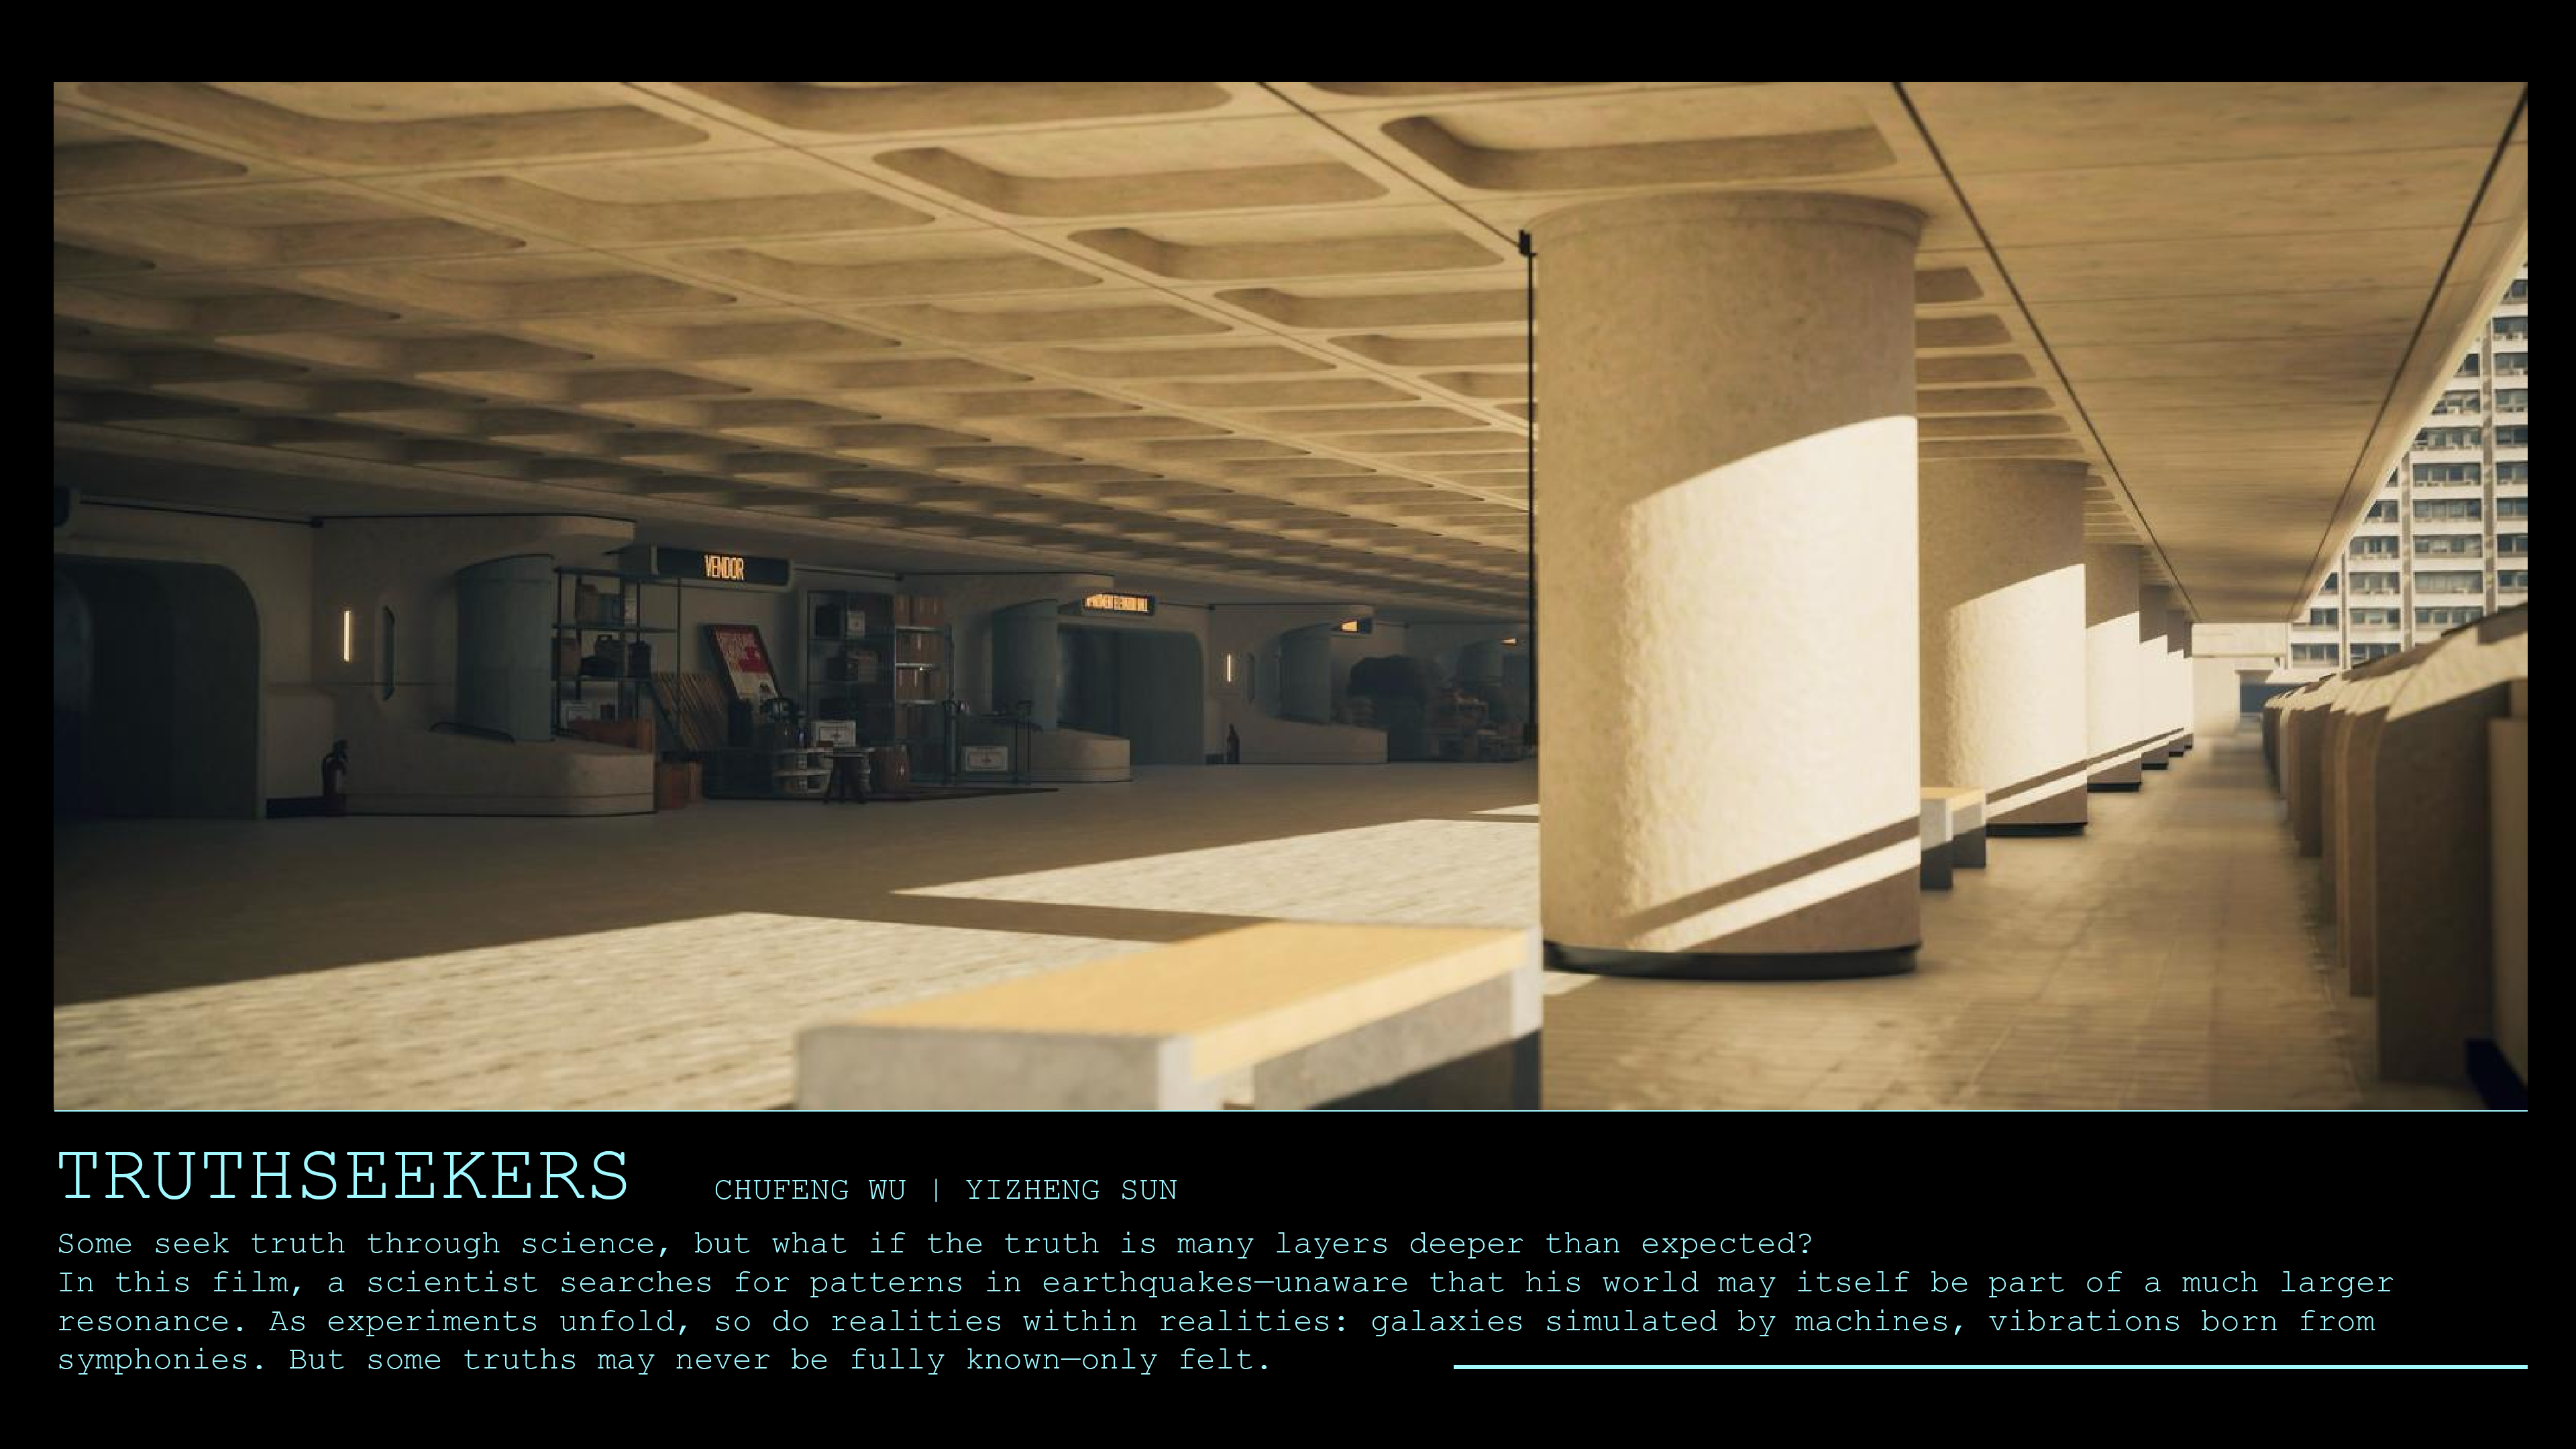 VENDOR
TRUTHSEEKERS
CHUFENG WU | YIZHENG SUN
Some seek truth through science, but what if the truth is many layers deeper than expected?
In this film, a scientist searches for patterns in earthquakes—unaware that his world may itself be part of a much larger
resonance. As experiments unfold, so do realities within realities: galaxies simulated by machines, vibrations born from
symphonies. But some truths may never be fully known—only felt.